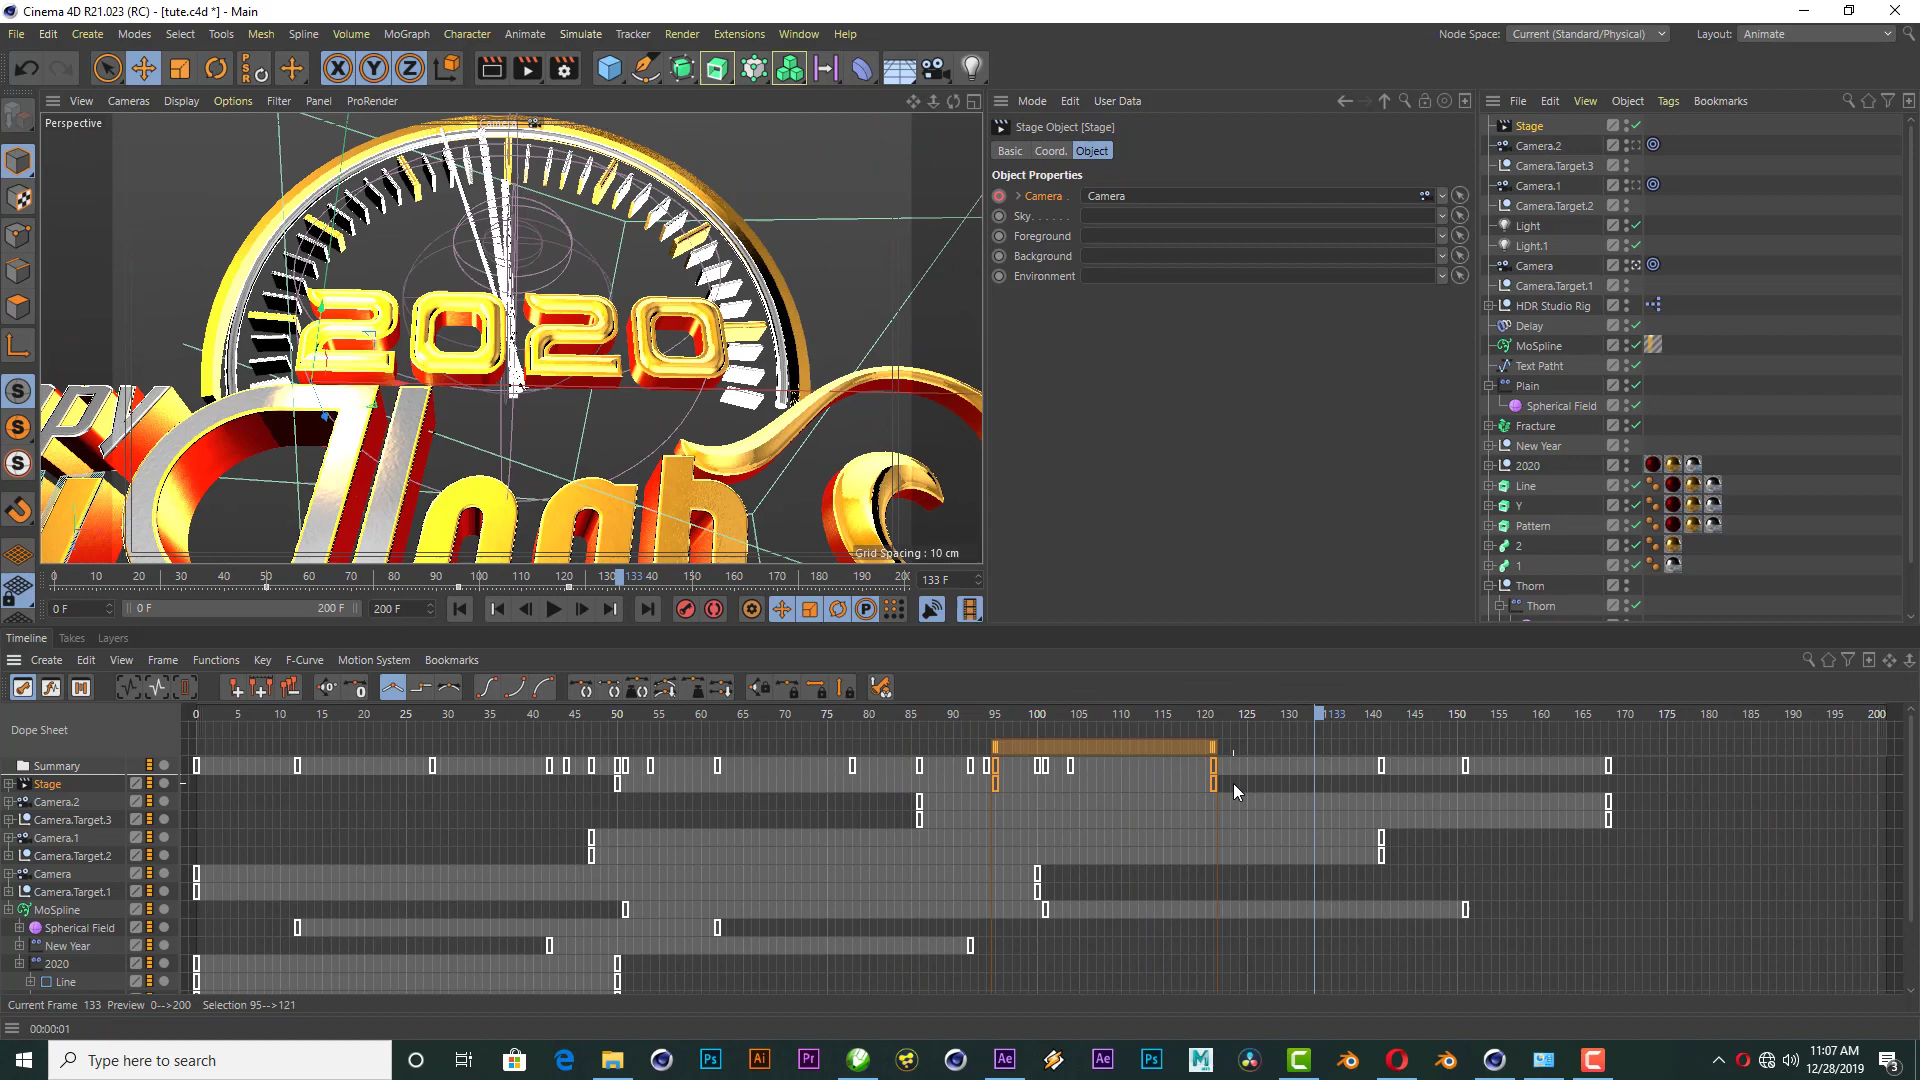 Cinema 4D R21.023 (RC) - [tute.c4d *] - Main
File Edit Create Modes Select Tools Mesh Spline Volume MoGraph Character Animate Simulate Tracker Render Extensions Window Help
Node Space: Current (Standard/Physical) Layout: Animate
View Cameras Display Options Filter Panel ProRender
Mode Edit User Data
File Edit View Object Tags Bookmarks
Perspective
2020
Grid Spacing : 10 cm
Stage Object [Stage]
Basic Coord. Object
Object Properties
Camera . Camera
Sky. . . . . .
Foreground
Background
Environment
Stage
Camera.2
Camera.Target.3
Camera.1
Camera.Target.2
Light
Light.1
Camera
Camera.Target.1
HDR Studio Rig
Delay
MoSpline
Text Patht
Plain
Spherical Field
Fracture
New Year
2020
Line
Y
Pattern
2
1
Thorn
Thorn
0 10 20 30 40 50 60 70 80 90 100 110 120 130 133 40 150 160 170 180 190 20( 133 F
0 F 0 F 200 F 200 F
Timeline Takes Layers
Create Edit View Frame Functions Key F-Curve Motion System Bookmarks
0 5 10 15 20 25 30 35 40 45 50 55 60 65 70 75 80 85 90 95 100 105 110 115 120 125 130 1133 140 145 150 155 160 165 170 175 180 185 190 195 200
Dope Sheet
Summary
Stage
Camera.2
Camera.Target.3
Camera.1
Camera.Target.2
Camera
Camera.Target.1
MoSpline
Spherical Field
New Year
2020
Line
Current Frame 133 Preview 0-->200 Selection 95-->121
00:00:01
Type here to search
Ps Ai Pr Ae Ae Ps M
11:07 AM
12/28/2019
3